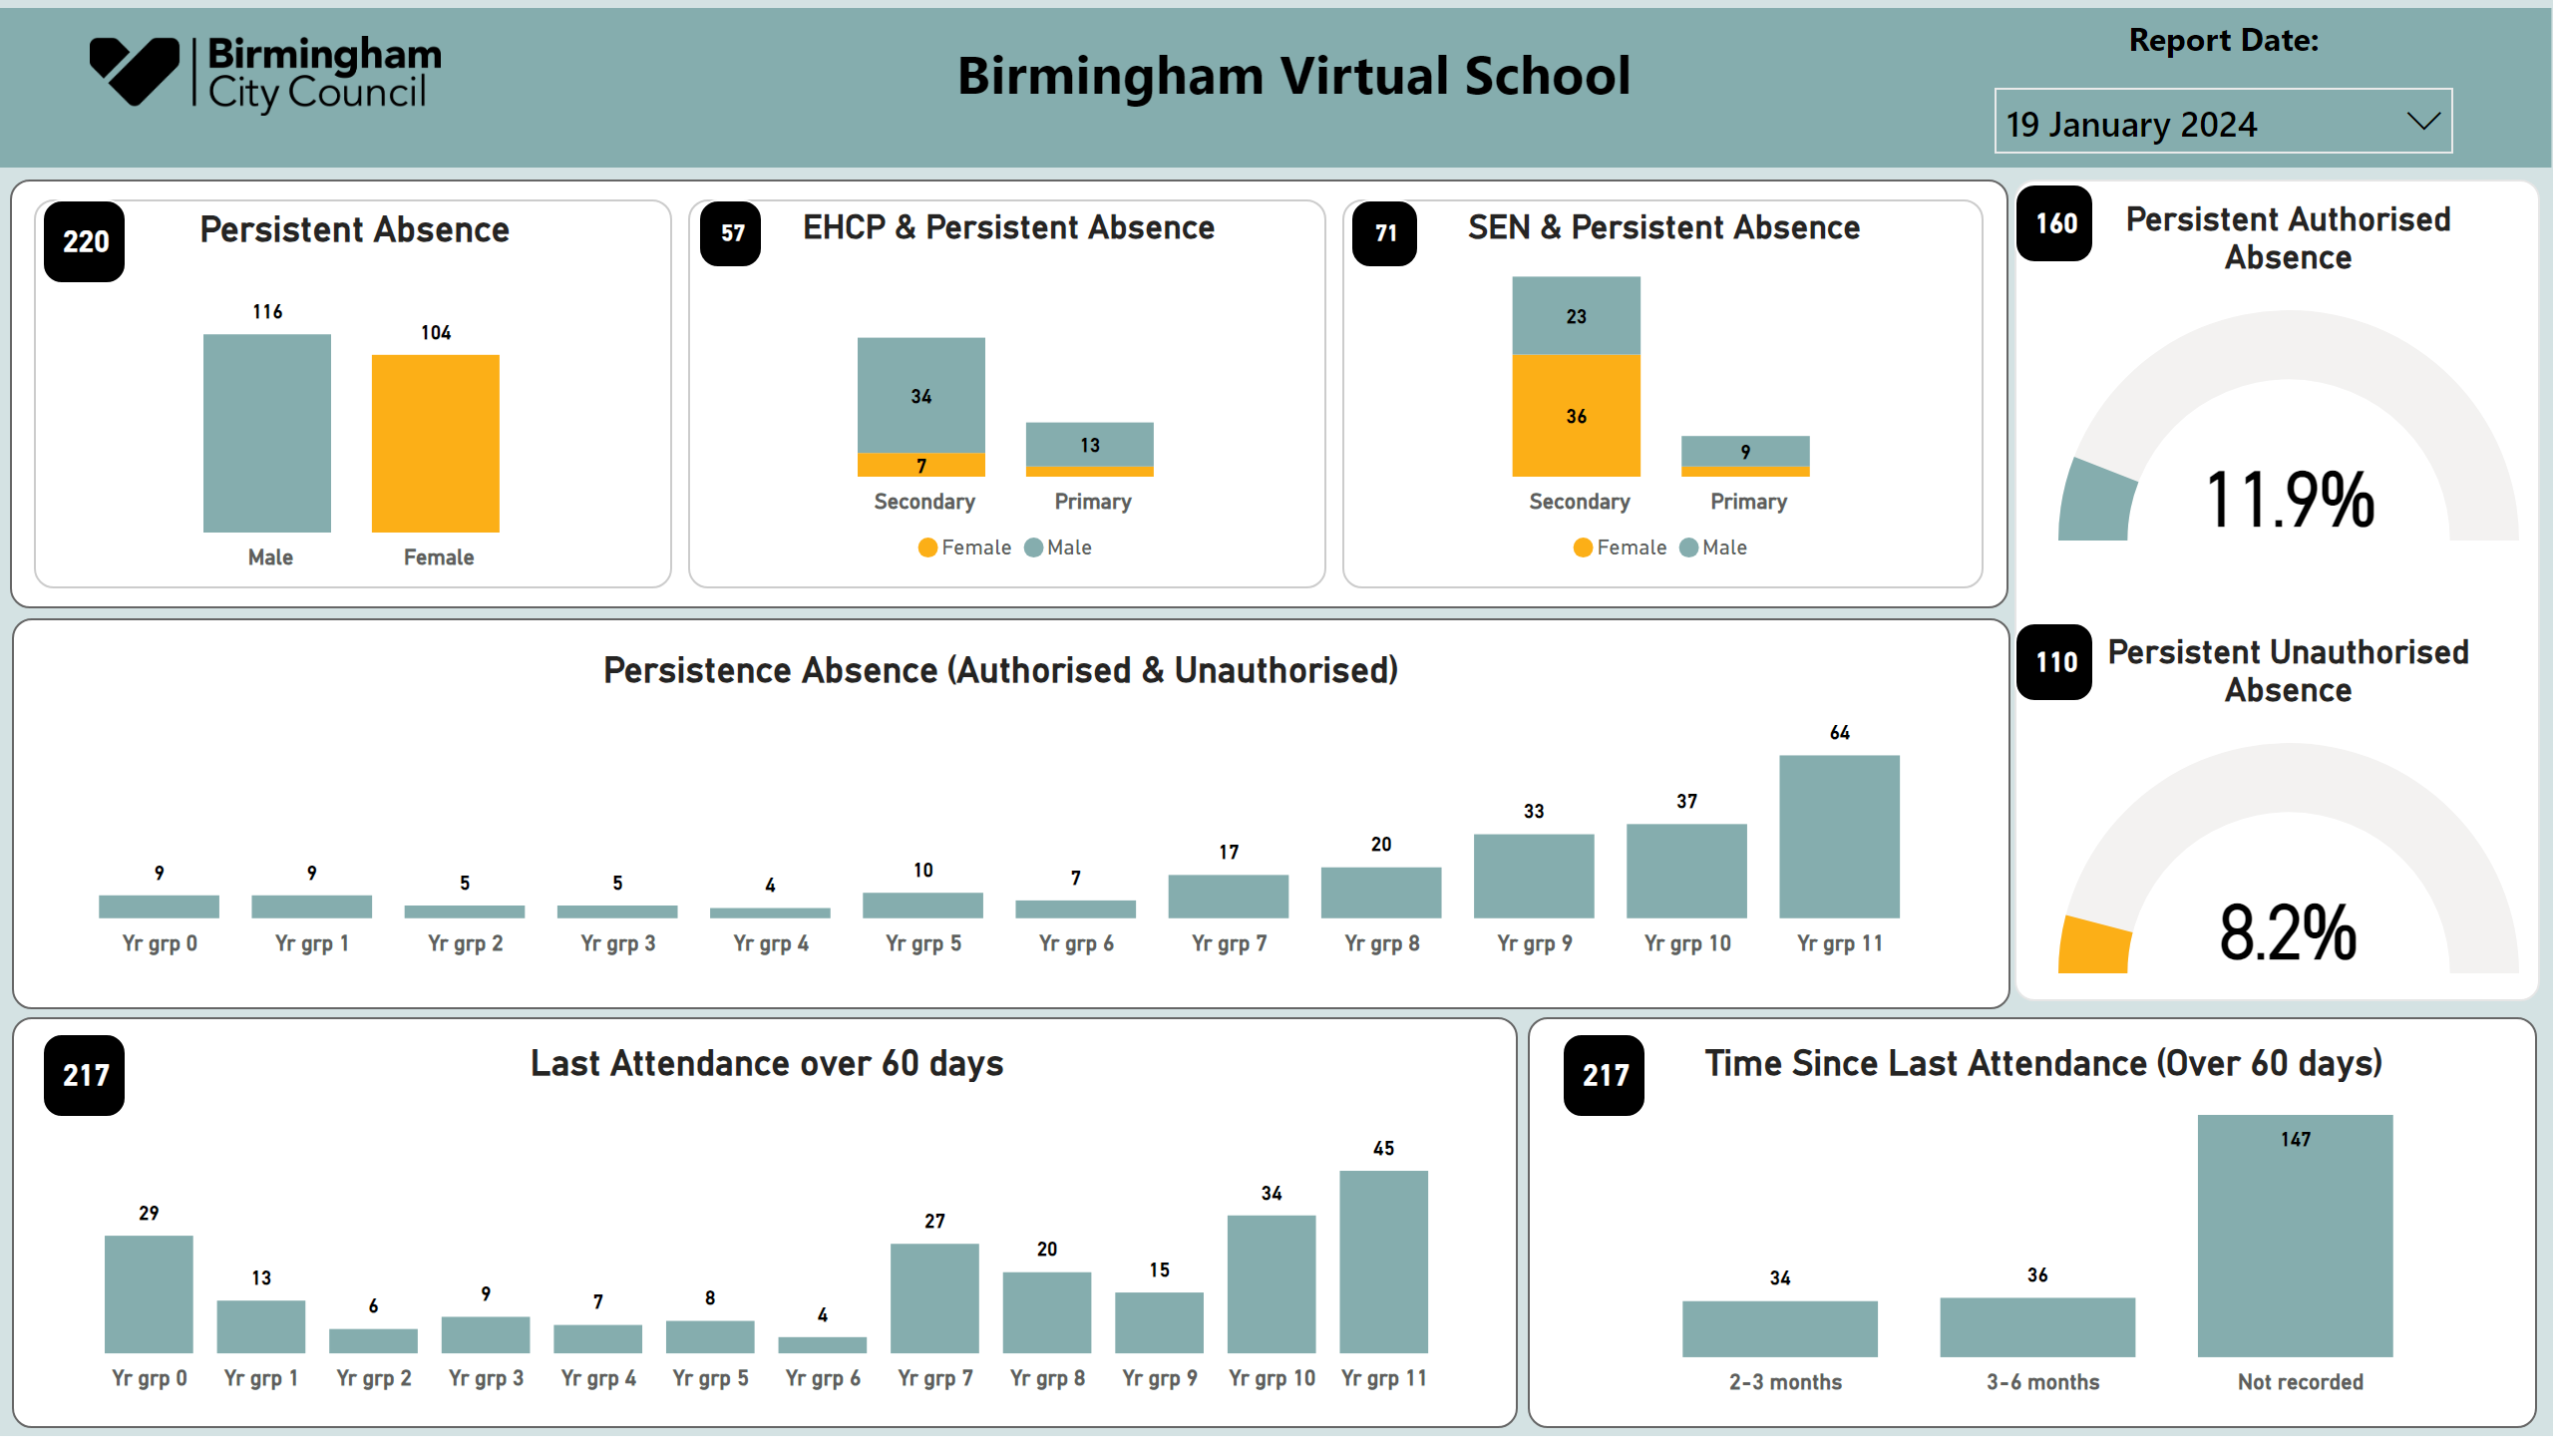 Birmingham
City Council
Birmingham Virtual School
Report Date:
19 January 2024
220
Persistent Absence
116
104
Male
Female
57
EHCP & Persistent Absence
34
7
13
Secondary
Primary
Female
Male
71
SEN & Persistent Absence
23
36
9
Secondary
Primary
Female
Male
160
Persistent Authorised
Absence
11.9%
Persistence Absence (Authorised & Unauthorised)
9
9
5
5
4
10
7
17
20
33
37
64
Yr grp 0
Yr grp 1
Yr grp 2
Yr grp 3
Yr grp 4
Yr grp 5
Yr grp 6
Yr grp 7
Yr grp 8
Yr grp 9
Yr grp 10
Yr grp 11
110
Persistent Unauthorised
Absence
8.2%
217
Last Attendance over 60 days
29
13
6
9
7
8
4
27
20
15
34
45
Yr grp 0
Yr grp 1
Yr grp 2
Yr grp 3
Yr grp 4
Yr grp 5
Yr grp 6
Yr grp 7
Yr grp 8
Yr grp 9
Yr grp 10
Yr grp 11
217
Time Since Last Attendance (Over 60 days)
34
36
147
2-3 months
3-6 months
Not recorded